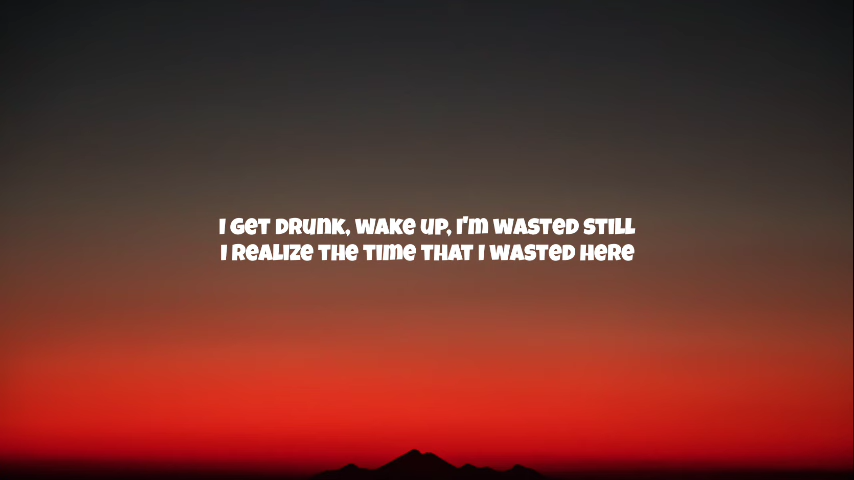 I GET DRUNK, WAKE UP, I'M WASTED STILL
I REALIZE THE TIME THAT I WASTED HERE